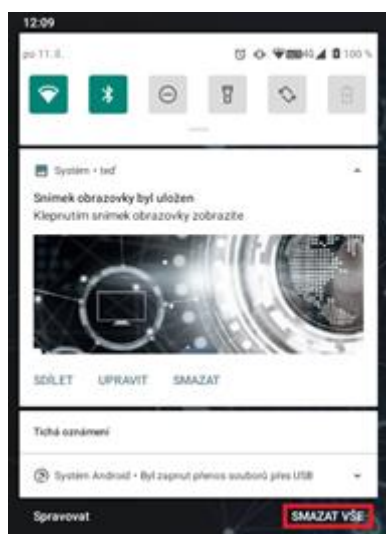 12:09
po 11. 8.
4G 100 %
Systém • teď
Snímek obrazovky byl uložen
Klepnutím snímek obrazovky zobrazíte
SDÍLET UPRAVIT SMAZAT
Tichá oznámení
Systém Android • Byl zapnut přenos souborů přes USB
Spravovat SMAZAT VŠE